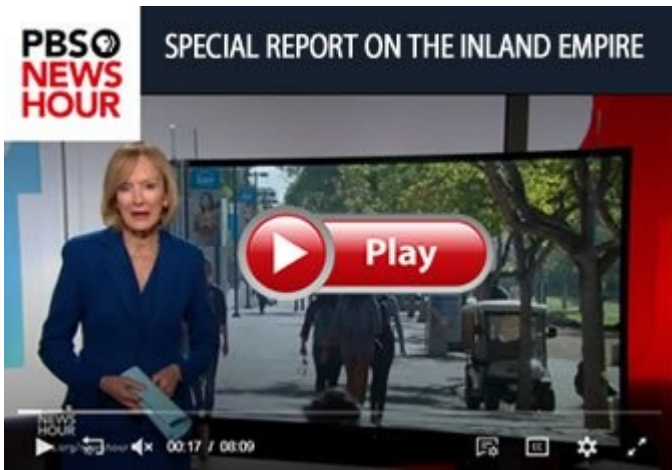 PBS
NEWS
HOUR
SPECIAL REPORT ON THE INLAND EMPIRE
Play
NEWS
HOUR
00:17 / 08:09
CC